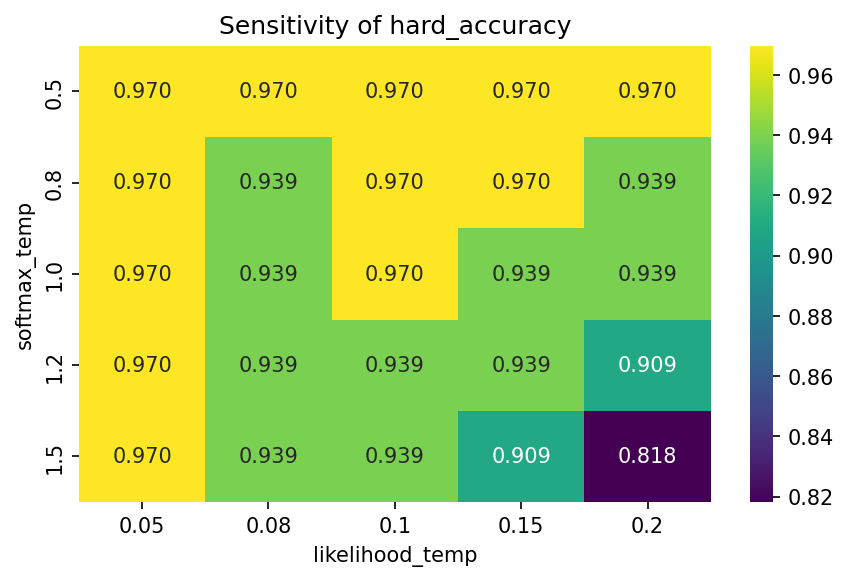 Sensitivity of hard_accuracy
softmax_temp
0.5 0.970 0.970 0.970 0.970 0.970
0.8 0.970 0.939 0.970 0.970 0.939
1.0 0.970 0.939 0.970 0.939 0.939
1.2 0.970 0.939 0.939 0.939 0.909
1.5 0.970 0.939 0.939 0.909 0.818
0.05 0.08 0.1 0.15 0.2
likelihood_temp
0.96
0.94
0.92
0.90
0.88
0.86
0.84
0.82